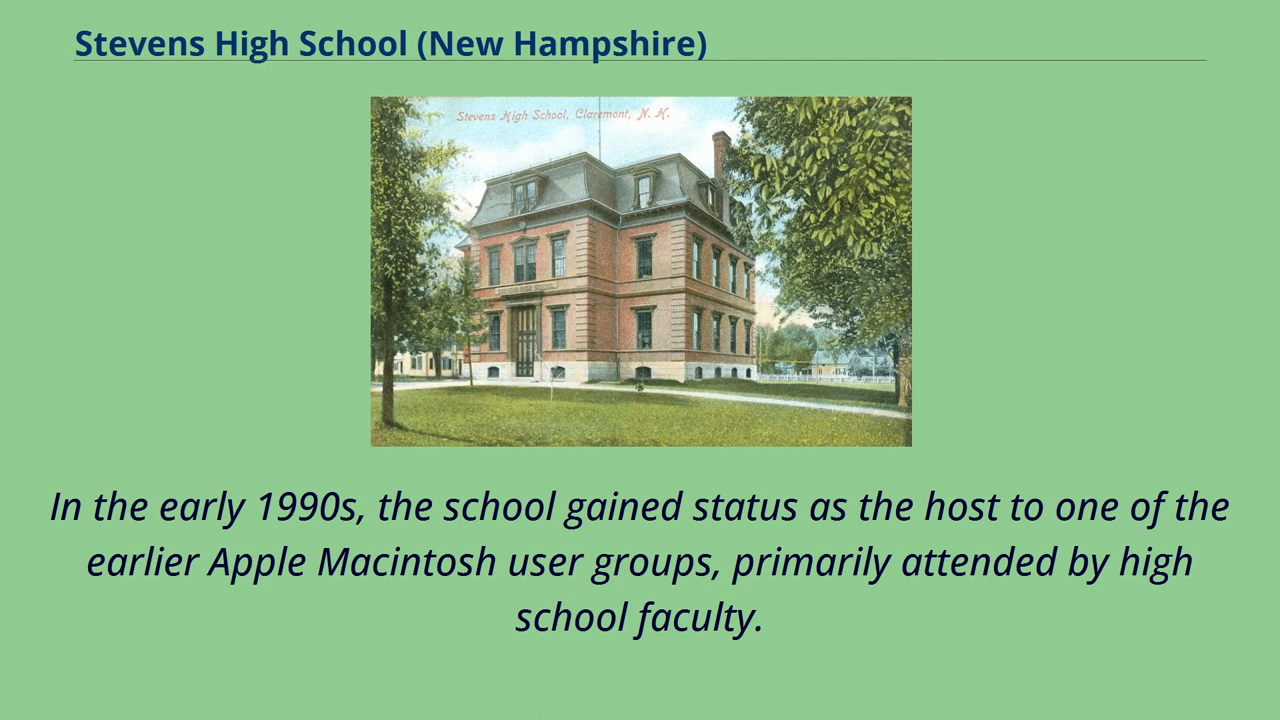 Stevens High School (New Hampshire)
Stevens High School, Claremont, N. H.
In the early 1990s, the school gained status as the host to one of the
earlier Apple Macintosh user groups, primarily attended by high
school faculty.